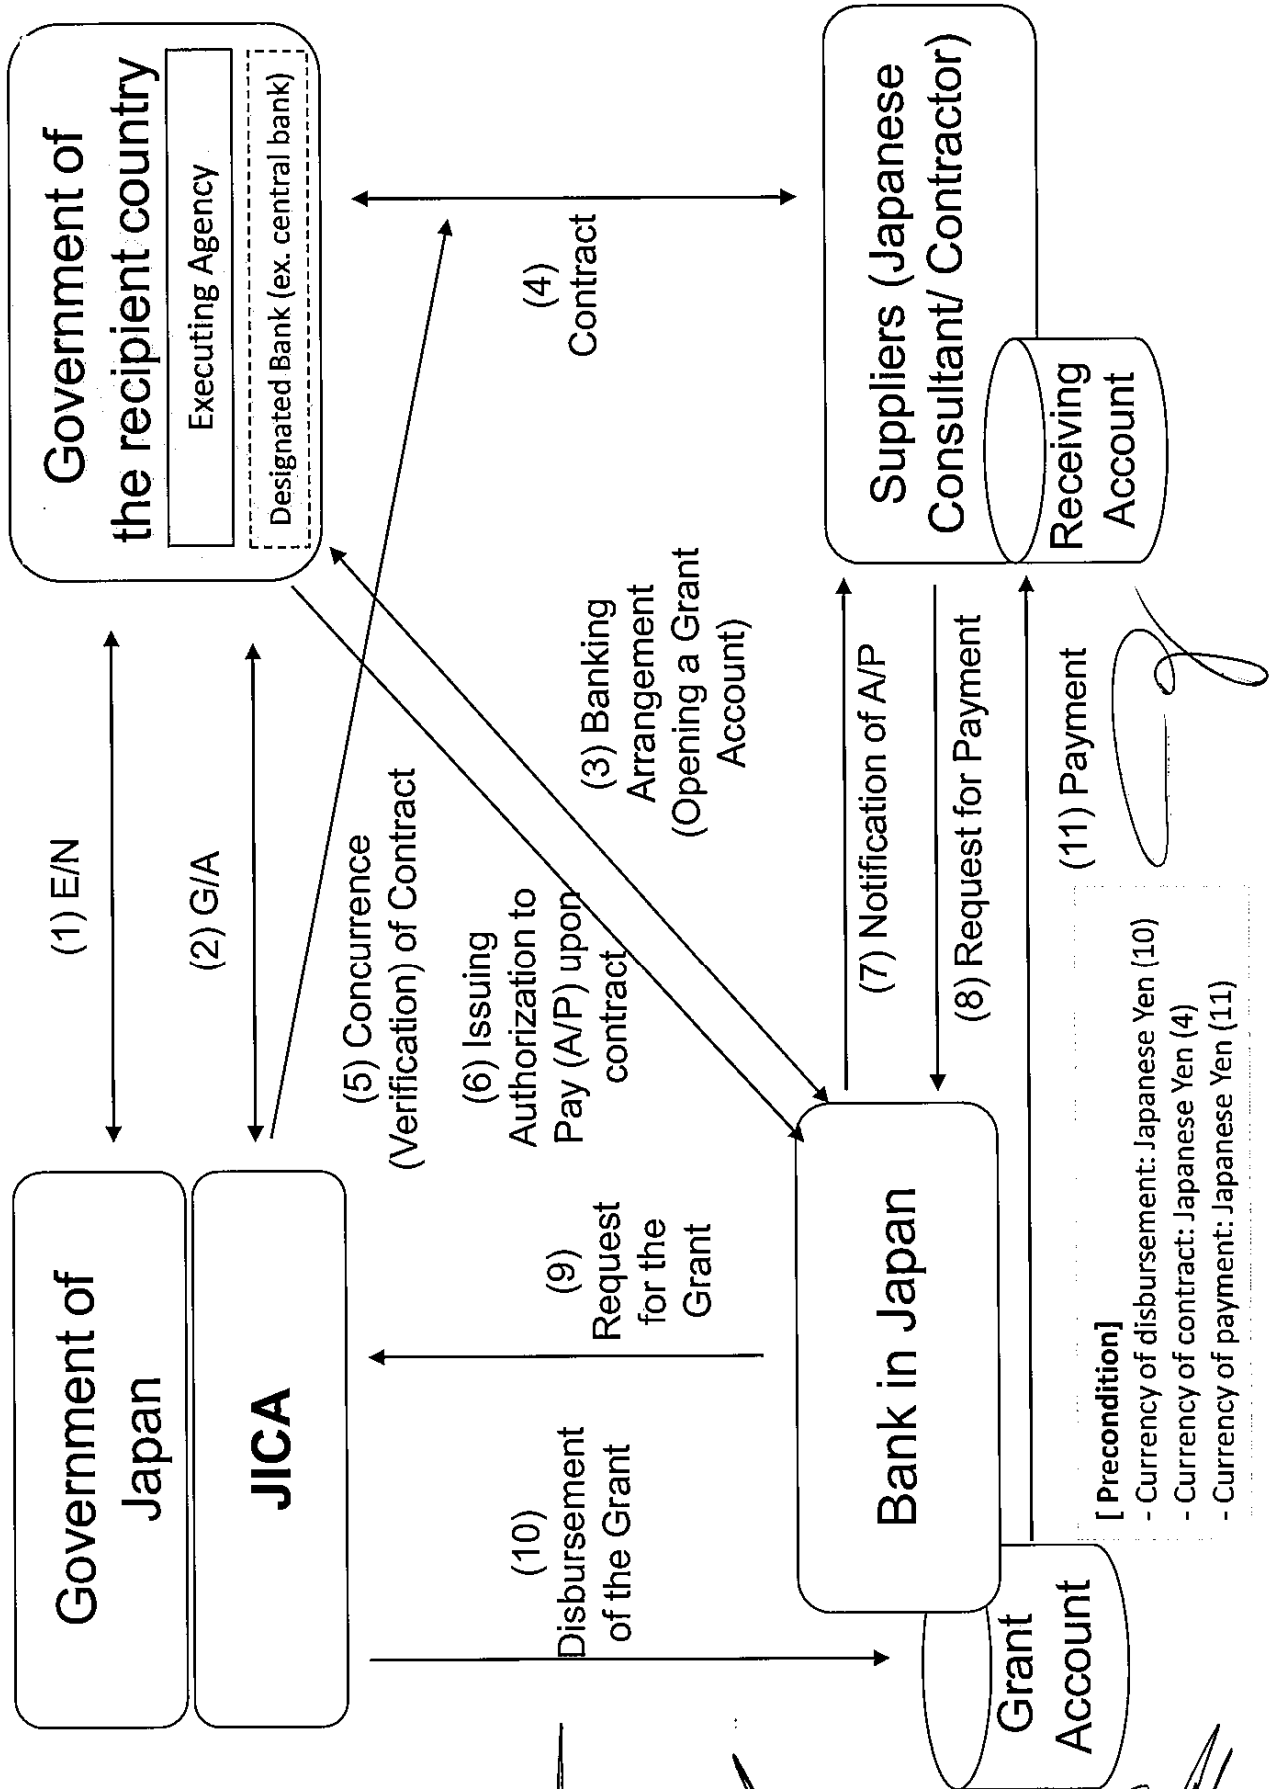 Government of
Japan
JICA
(1) E/N
(2) G/A
Government of
the recipient country
Executing Agency
Designated Bank (ex. central bank)
(5) Concurrence
(Verification) of Contract
(6) Issuing
Authorization to
Pay (A/P) upon
contract
(3) Banking
Arrangement
(Opening a Grant
Account)
(4)
Contract
(10)
Disbursement
of the Grant
(9)
Request
for the
Grant
Bank in Japan
Grant
Account
(7) Notification of A/P
(8) Request for Payment
(11) Payment
Suppliers (Japanese
Consultant/ Contractor)
Receiving
Account
[ Precondition]
- Currency of disbursement: Japanese Yen (10)
- Currency of contract: Japanese Yen (4)
- Currency of payment: Japanese Yen (11)